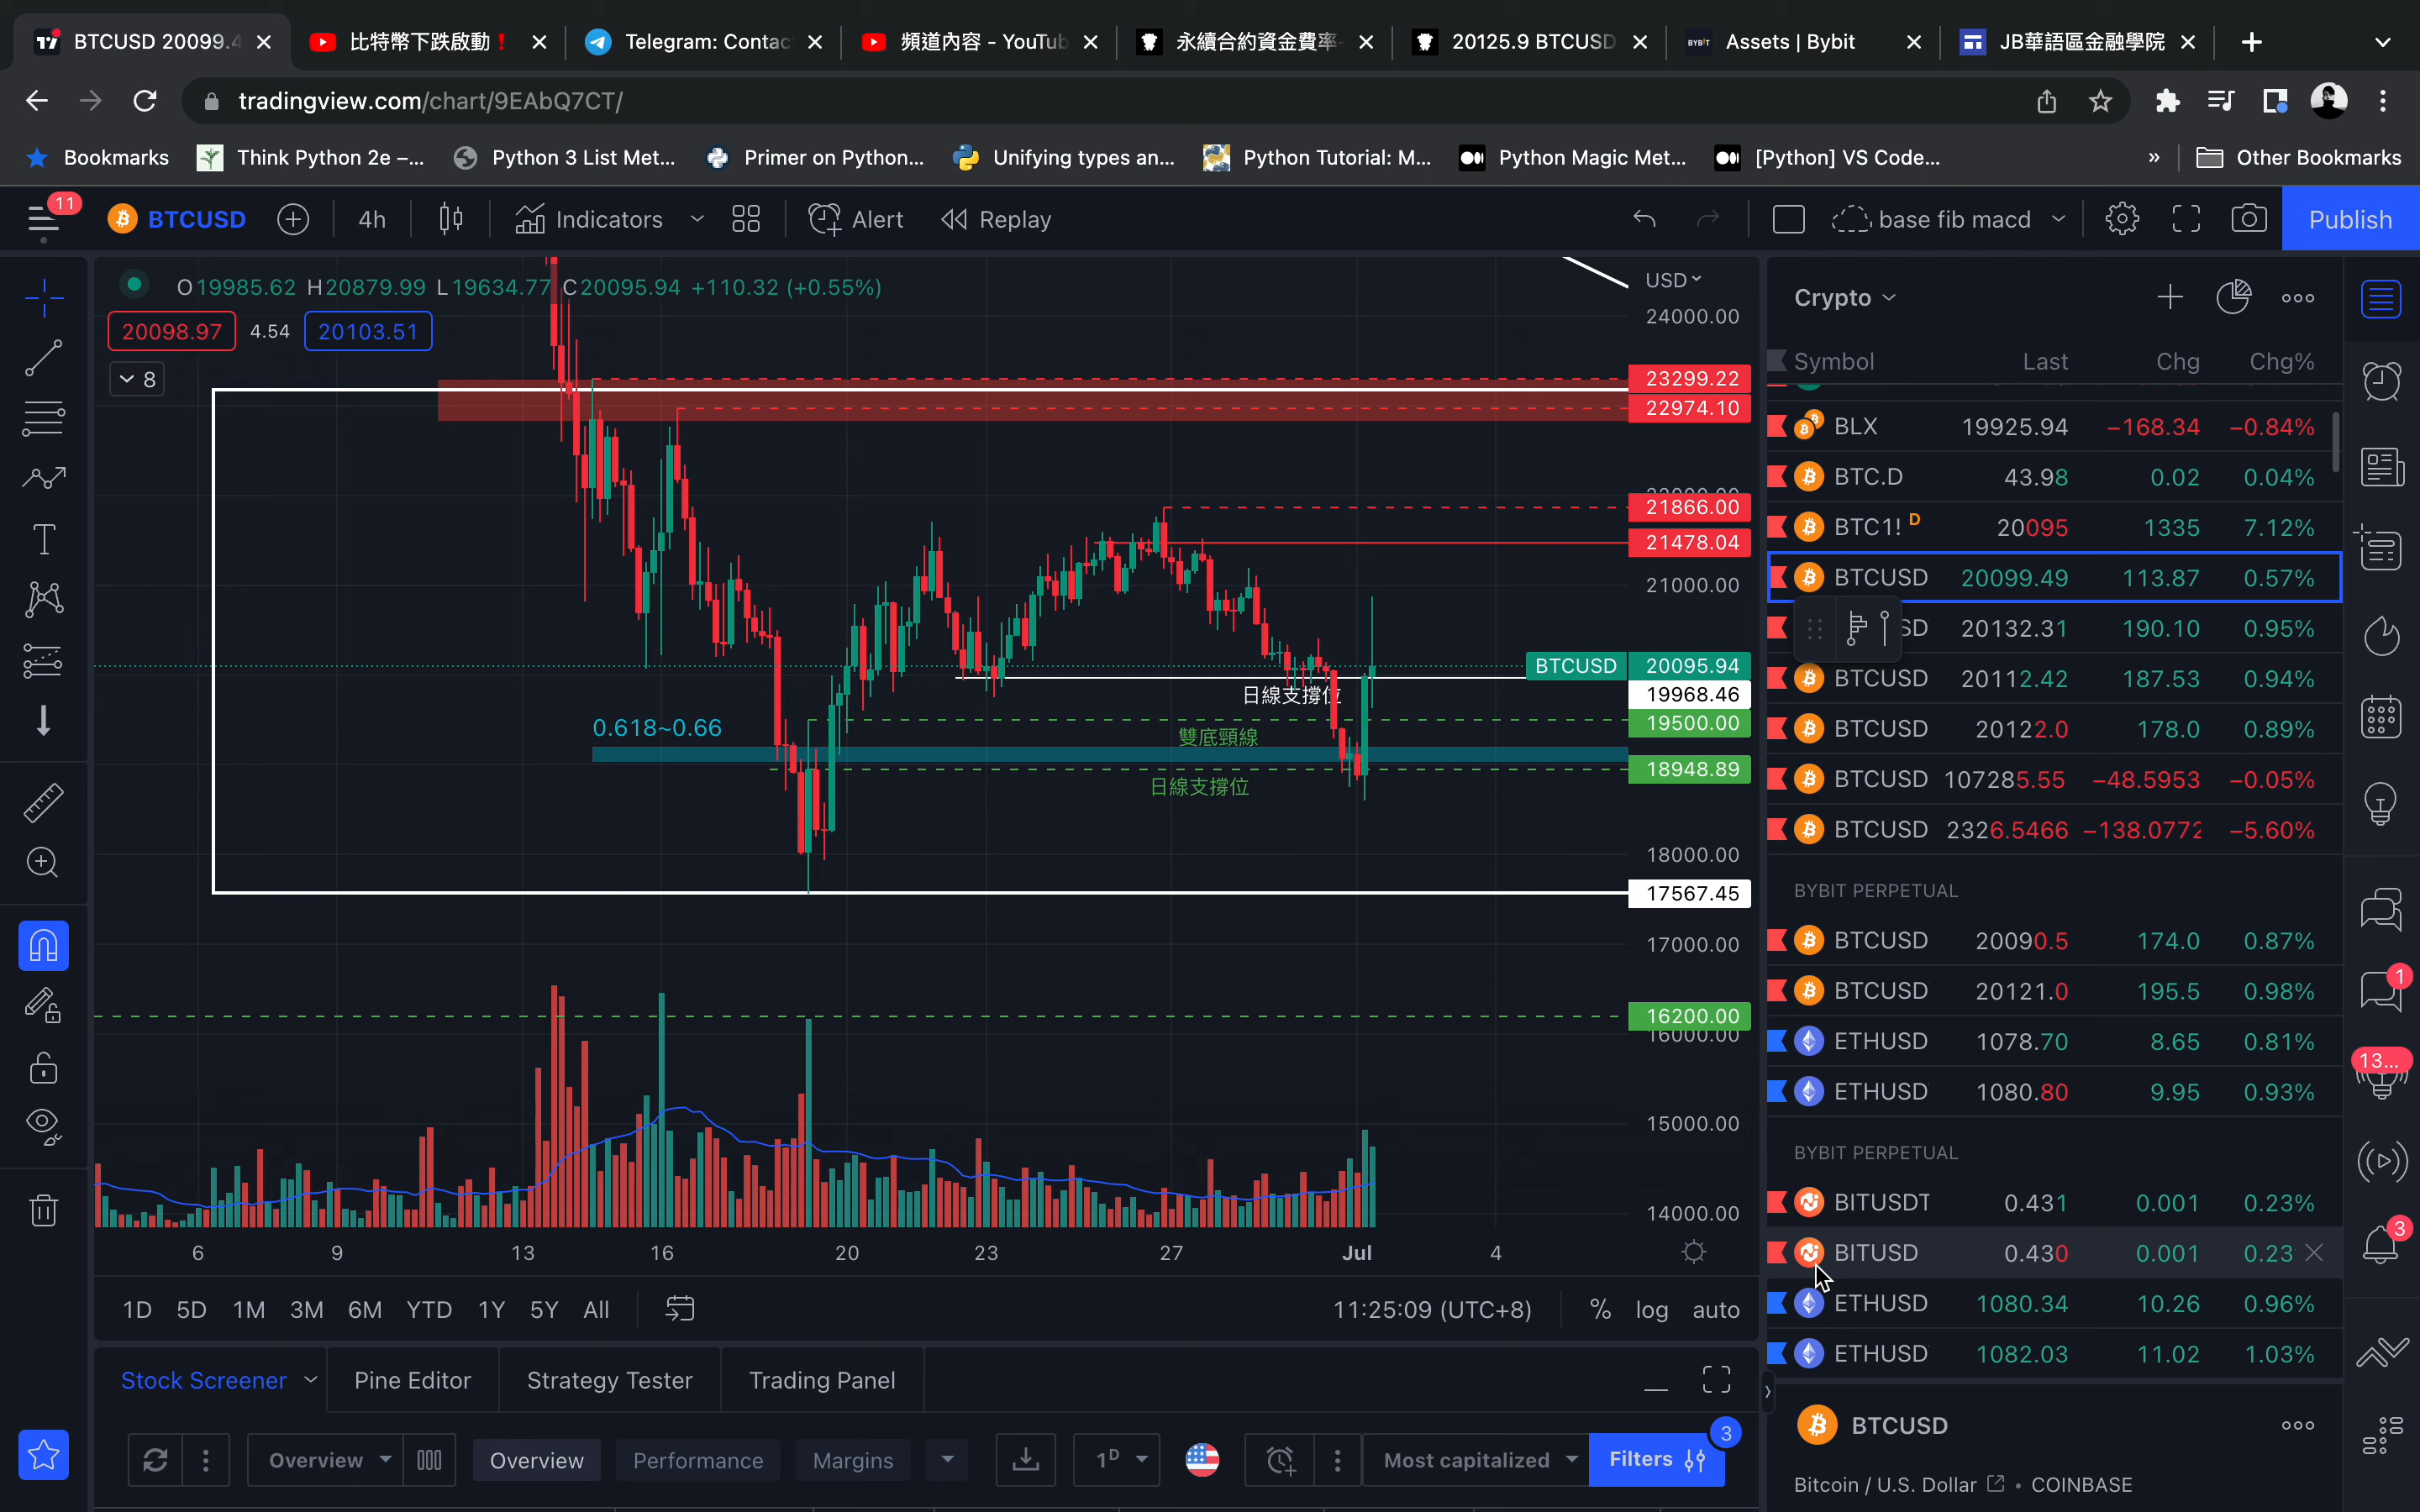 BTCUSD 20099.4
比特幣下跌啟動❗
Telegram: Contac
頻道內容 - YouTub
永續合約資金費率-
20125.9 BTCUSD
BYBIT
Assets | Bybit
JB華語區金融學院
tradingview.com/chart/9EAbQ7CT/
Bookmarks
Think Python 2e –...
Python 3 List Met...
Primer on Python...
Unifying types an...
Python Tutorial: M...
Python Magic Met...
[Python] VS Code...
»
Other Bookmarks
11
BTCUSD
4h
Indicators
Alert
Replay
base fib macd
Publish
O19985.62 H20879.99 L19634.77 C20095.94 +110.32 (+0.55%)
20098.97
4.54
20103.51
8
USD
24000.00
23299.22
22974.10
21866.00
21478.04
21000.00
BTCUSD 20095.94
19968.46
日線支撐位
19500.00
0.618~0.66
雙底頸線
18948.89
日線支撐位
18000.00
17567.45
17000.00
16200.00
16000.00
15000.00
14000.00
6 9 13 16 20 23 27 Jul 4
1D 5D 1M 3M 6M YTD 1Y 5Y All
11:25:09 (UTC+8)
% log auto
Stock Screener
Pine Editor
Strategy Tester
Trading Panel
Overview
Overview
Performance
Margins
1D
Most capitalized
Filters
3
Crypto
Symbol Last Chg Chg%
BLX 19925.94 −168.34 −0.84%
BTC.D 43.98 0.02 0.04%
BTC1! D 20095 1335 7.12%
BTCUSD 20099.49 113.87 0.57%
SD 20132.31 190.10 0.95%
BTCUSD 20112.42 187.53 0.94%
BTCUSD 20122.0 178.0 0.89%
BTCUSD 107285.55 −48.5953 −0.05%
BTCUSD 2326.5466 −138.0772 −5.60%
BYBIT PERPETUAL
BTCUSD 20090.5 174.0 0.87%
BTCUSD 20121.0 195.5 0.98%
ETHUSD 1078.70 8.65 0.81%
ETHUSD 1080.80 9.95 0.93%
BYBIT PERPETUAL
BITUSDT 0.431 0.001 0.23%
BITUSD 0.430 0.001 0.23
ETHUSD 1080.34 10.26 0.96%
ETHUSD 1082.03 11.02 1.03%
BTCUSD
Bitcoin / U.S. Dollar • COINBASE
1
13...
3